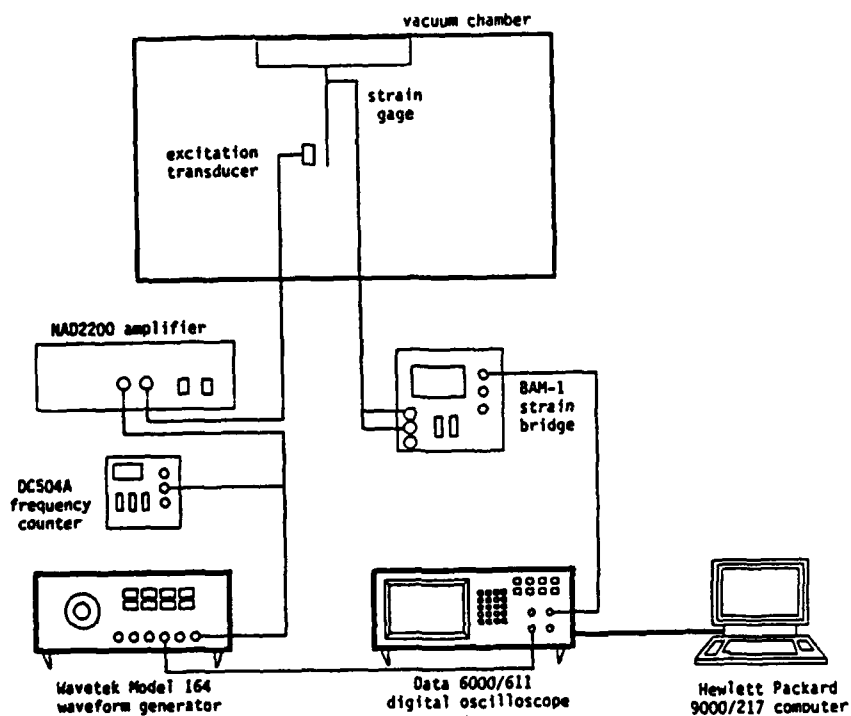 vacuum chamber
strain
gage
excitation
transducer
NAD2200 amplifier
BAM-1
strain
bridge
DC504A
frequency
counter
Wavetek Model 164
waveform generator
Data 6000/611
digital oscilloscope
Hewlett Packard
9000/217 computer